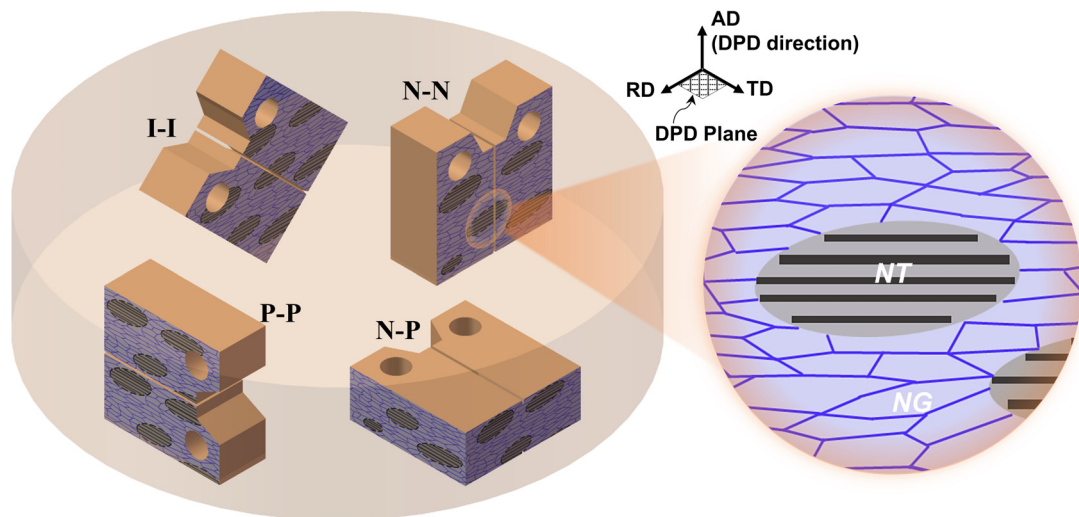 AD
(DPD direction)
N-N
RD
TD
I-I
DPD Plane
NT
P-P
N-P
NG